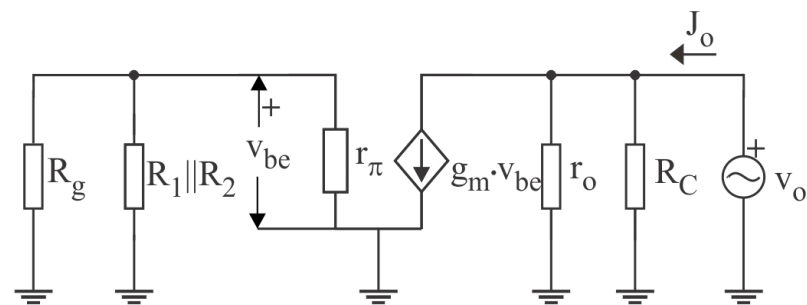 J_o
+
v_be
R_g
R_1||R_2
r_π
g_m·v_be
r_o
R_C
+
v_o